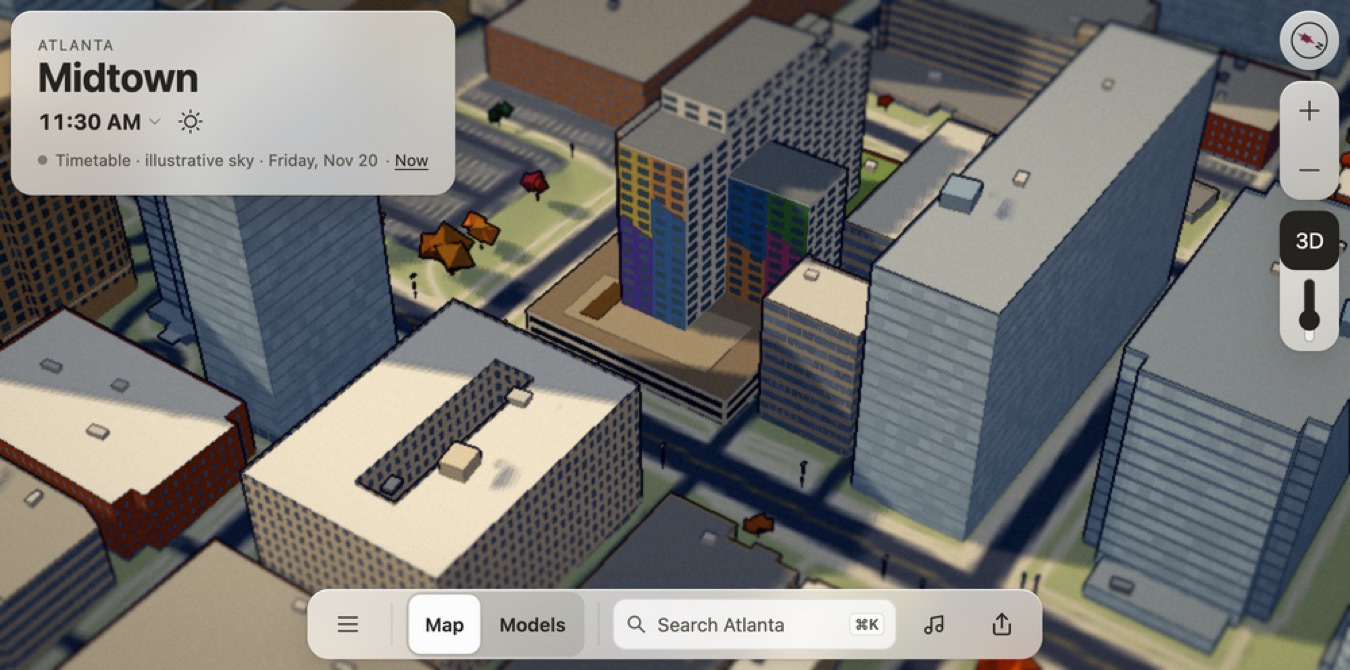 ATLANTA
Midtown
11:30 AM
Timetable · illustrative sky · Friday, Nov 20 · Now
N
+
−
3D
Map Models Search Atlanta ⌘K